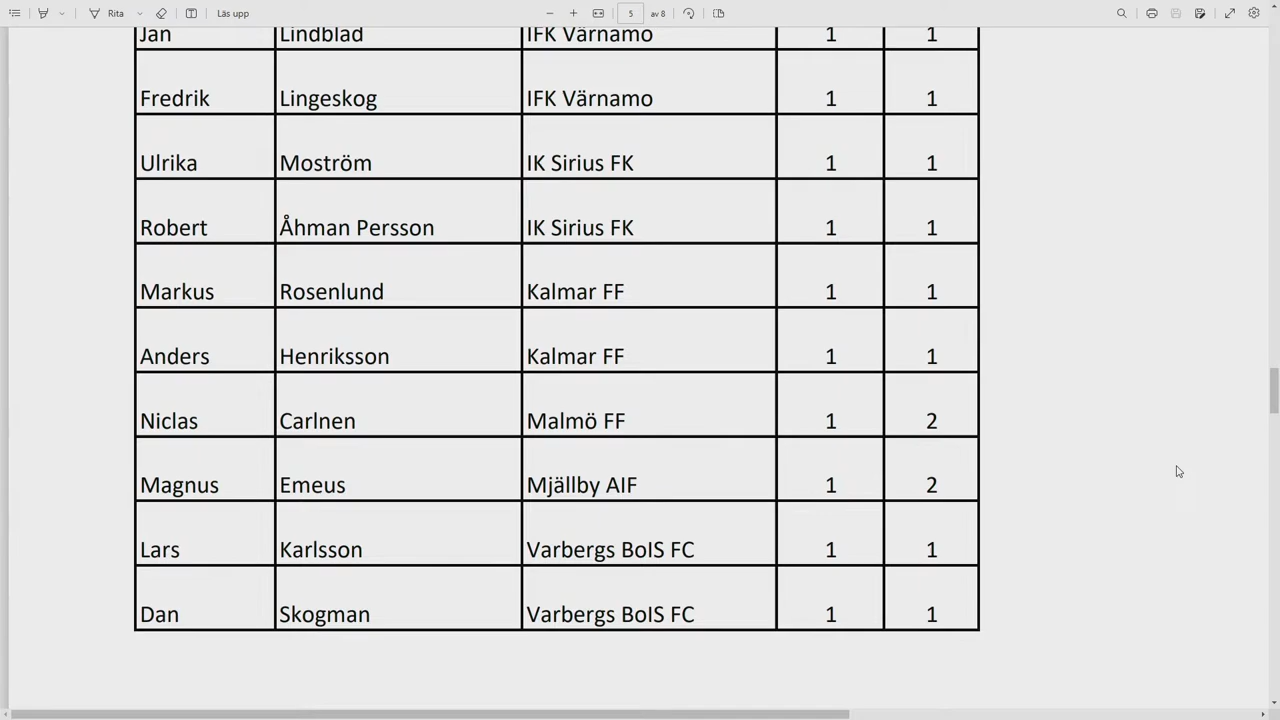 Rita Läs upp 5 av 8
Jan Lindblad IFK Värnamo 1 1
Fredrik Lingeskog IFK Värnamo 1 1
Ulrika Moström IK Sirius FK 1 1
Robert Åhman Persson IK Sirius FK 1 1
Markus Rosenlund Kalmar FF 1 1
Anders Henriksson Kalmar FF 1 1
Niclas Carlnen Malmö FF 1 2
Magnus Emeus Mjällby AIF 1 2
Lars Karlsson Varbergs BoIS FC 1 1
Dan Skogman Varbergs BoIS FC 1 1